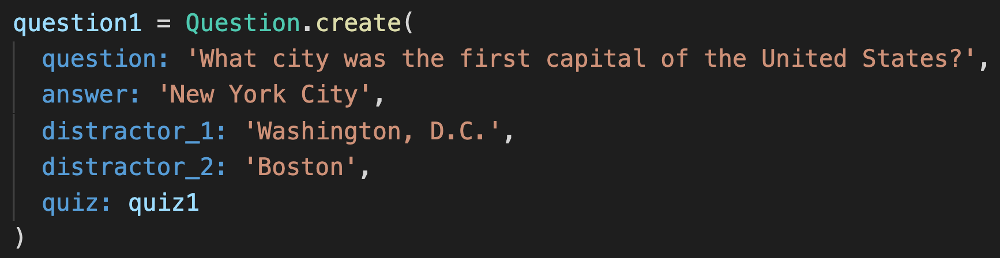 question1 = Question.create(
  question: 'What city was the first capital of the United States?',
  answer: 'New York City',
  distractor_1: 'Washington, D.C.',
  distractor_2: 'Boston',
  quiz: quiz1
)